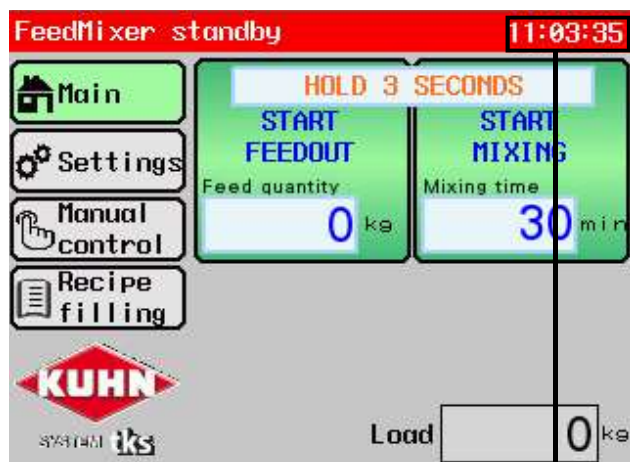 FeedMixer standby 11:03:35
Main
Settings
Manual
control
Recipe
filling
HOLD 3 SECONDS
START
FEEDOUT
Feed quantity
0 kg
START
MIXING
Mixing time
30 min
KUHN
SYSTEM tks
Load 0 kg